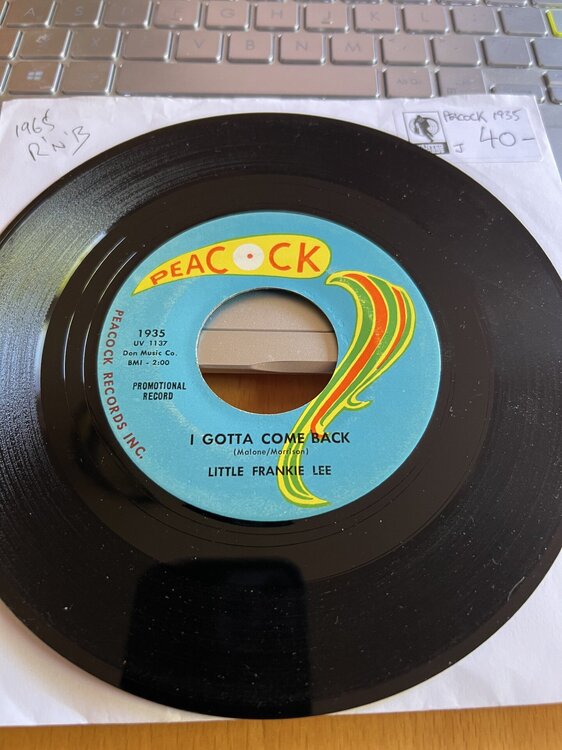 1965
R'N'B
PEACOCK 1935
J 40-
PEACOCK
PEACOCK RECORDS INC.
1935
UV 1137
Don Music Co.
BMI - 2:00
PROMOTIONAL
RECORD
I GOTTA COME BACK
(Malone/Morrison)
LITTLE FRANKIE LEE